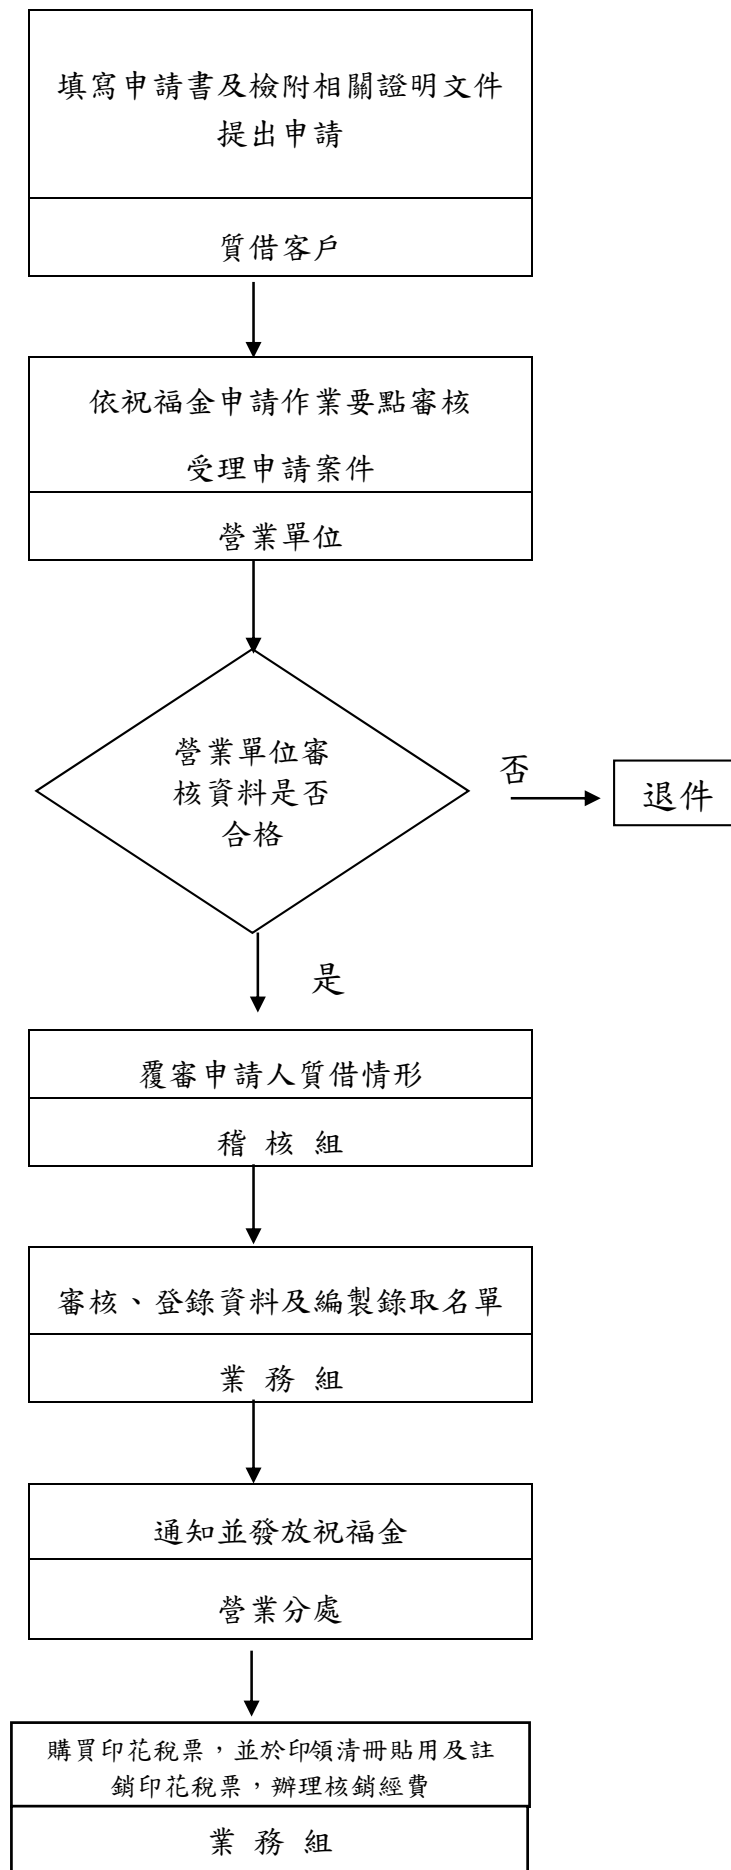 填寫申請書及檢附相關證明文件
提出申請
質借客戶
依祝福金申請作業要點審核
受理申請案件
營業單位
營業單位審
核資料是否
合格
否
退件
是
覆審申請人質借情形
稽 核 組
審核、登錄資料及編製錄取名單
業 務 組
通知並發放祝福金
營業分處
購買印花稅票，並於印領清冊貼用及註
銷印花稅票，辦理核銷經費
業 務 組